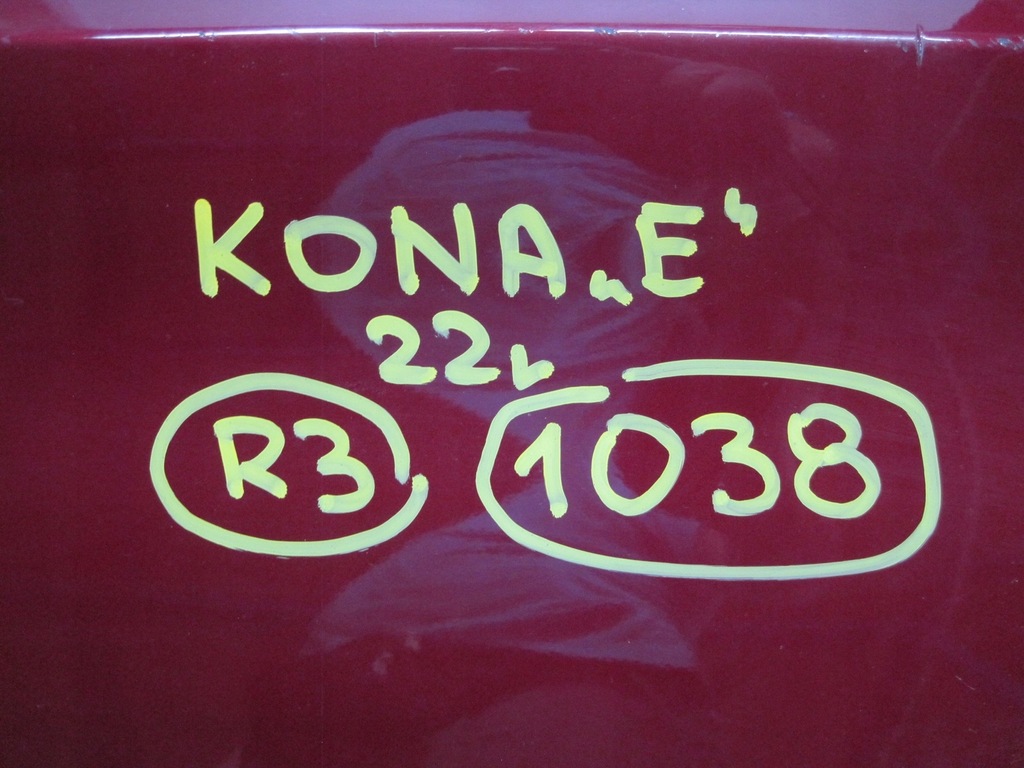 KONA „E“
22r
R3 1038